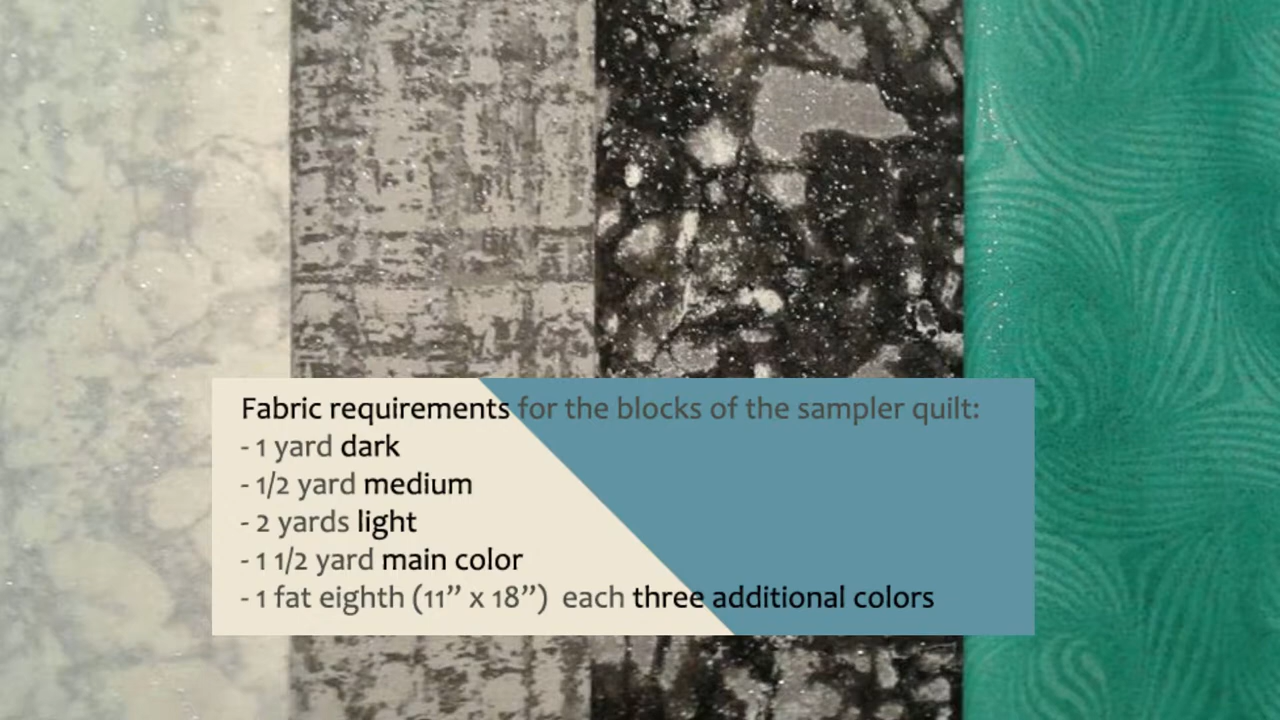 Fabric requirements for the blocks of the sampler quilt:
- 1 yard dark
- 1/2 yard medium
- 2 yards light
- 1 1/2 yard main color
- 1 fat eighth (11” x 18”)  each three additional colors